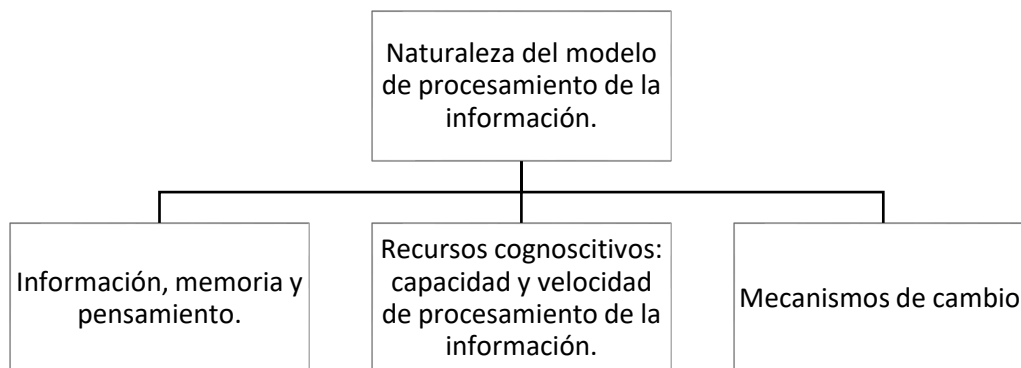 Naturaleza del modelo
de procesamiento de la
información.
Información, memoria y
pensamiento.
Recursos cognoscitivos:
capacidad y velocidad
de procesamiento de la
información.
Mecanismos de cambio